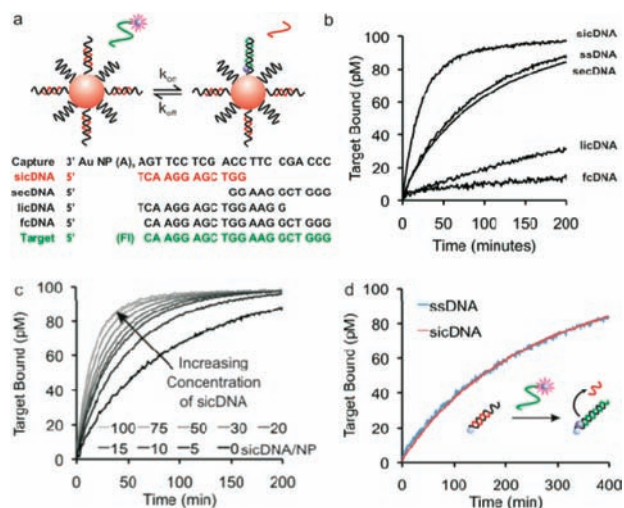 a
k on
k off
Capture 3' Au NP (A)n AGT TCC TCG ACC TTC CGA CCC
sicDNA 5' TCA AGG AGC TGG
secDNA 5' GG AAG GCT GGG
licDNA 5' TCA AGG AGC TGG AAG G
fcDNA 5' CA AGG AGC TGG AAG GCT GGG
Target 5' (Fl) CA AGG AGC TGG AAG GCT GGG
b
Target Bound (pM)
100
80
60
40
20
0
sicDNA
ssDNA
secDNA
licDNA
fcDNA
0 50 100 150 200
Time (minutes)
c
Target Bound (pM)
100
80
60
40
20
0
Increasing
Concentration
of sicDNA
100 75 50 30 20
15 10 5 0 sicDNA/NP
0 100 200
Time (min)
d
Target Bound (pM)
100
80
60
40
20
0
ssDNA
sicDNA
0 100 200 300 400
Time (min)